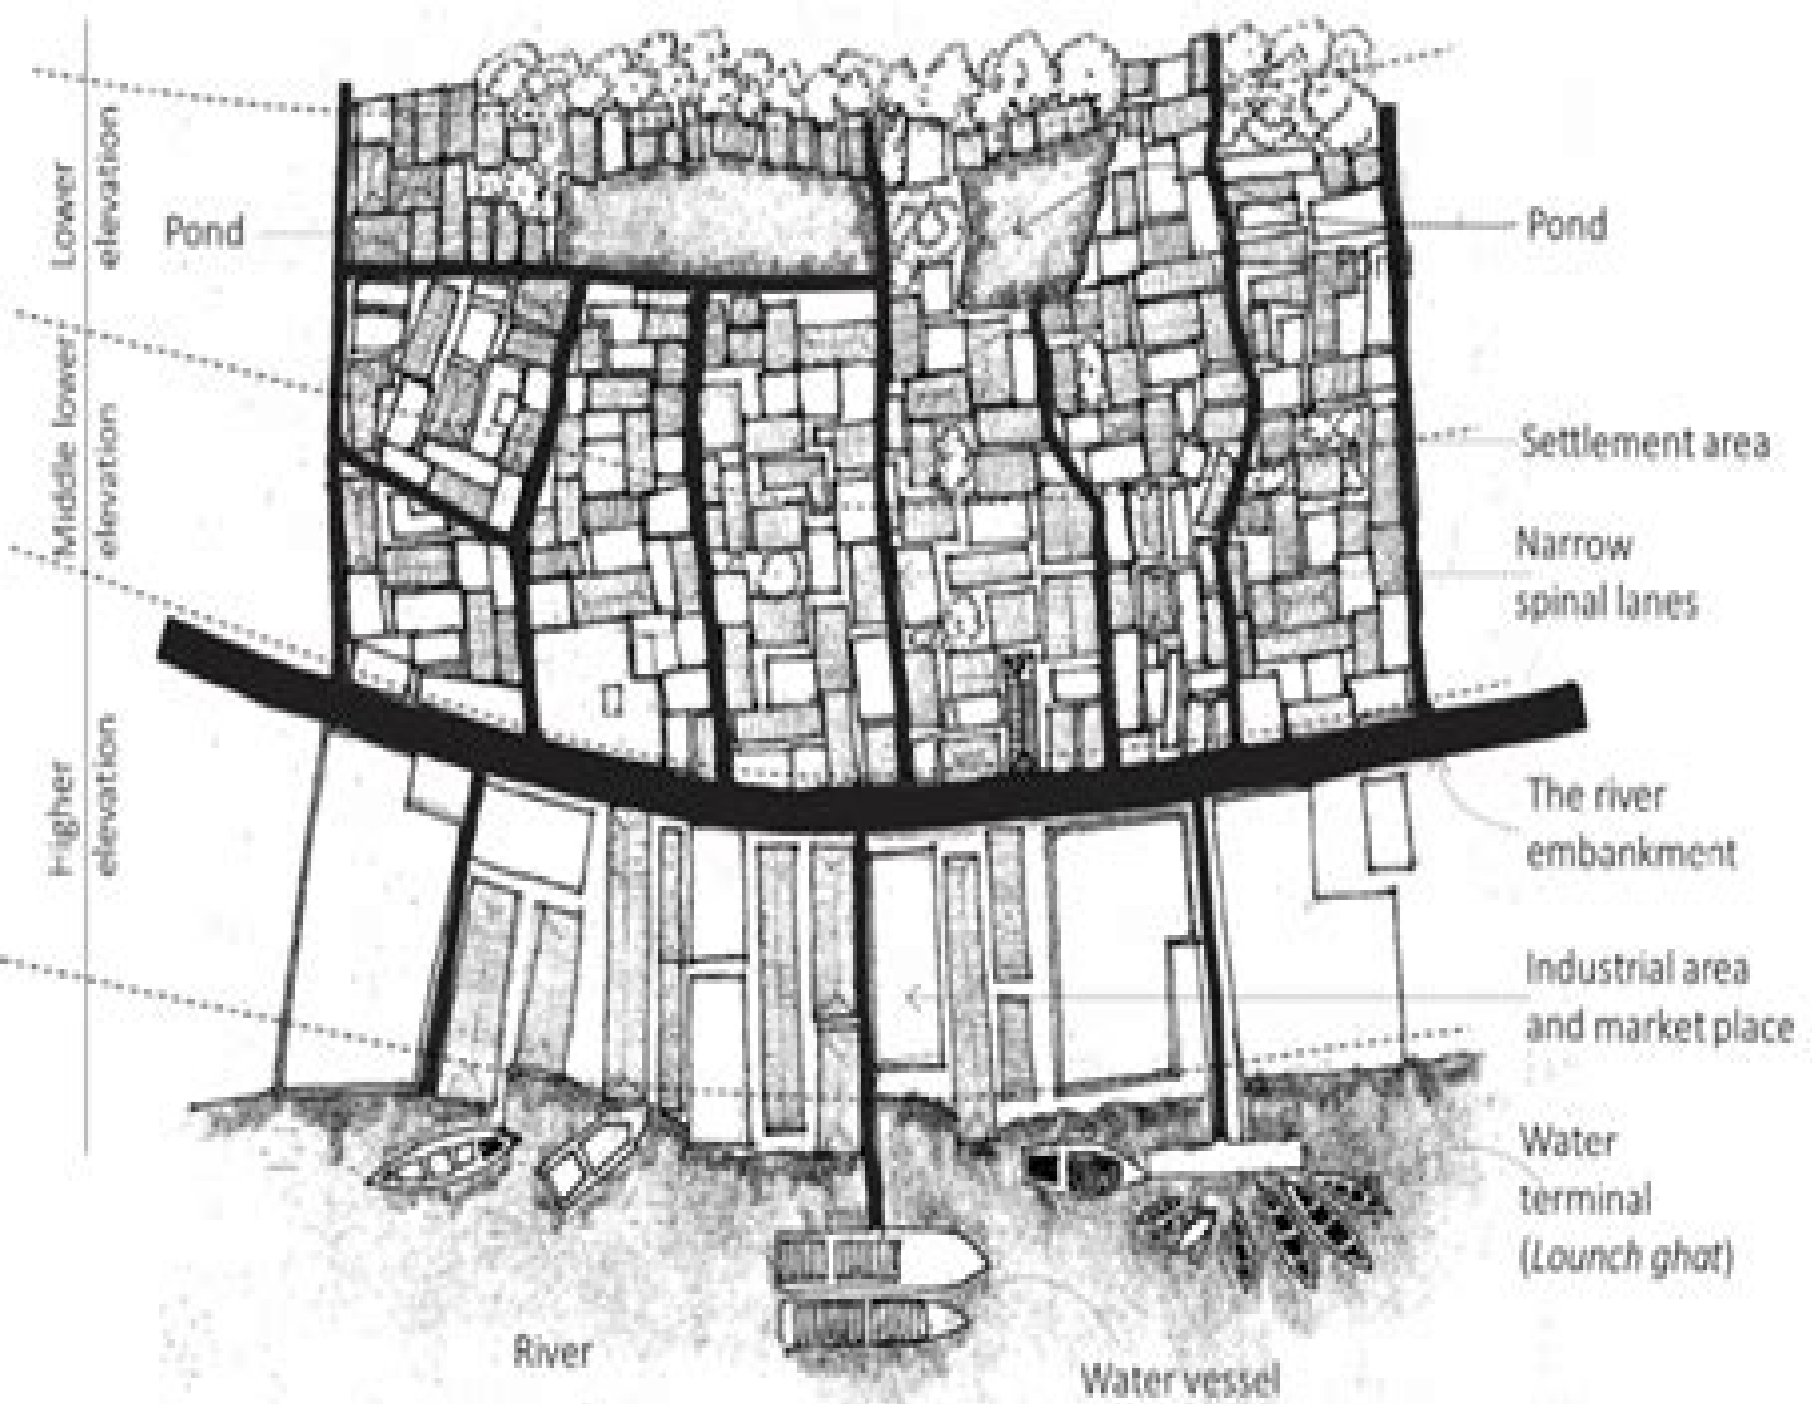 Lower
elevation
Middle lower
elevation
Higher
elevation
Pond
Pond
Settlement area
Narrow
spinal lanes
The river
embankment
Industrial area
and market place
Water
terminal
(Lounch ghat)
River
Water vessel